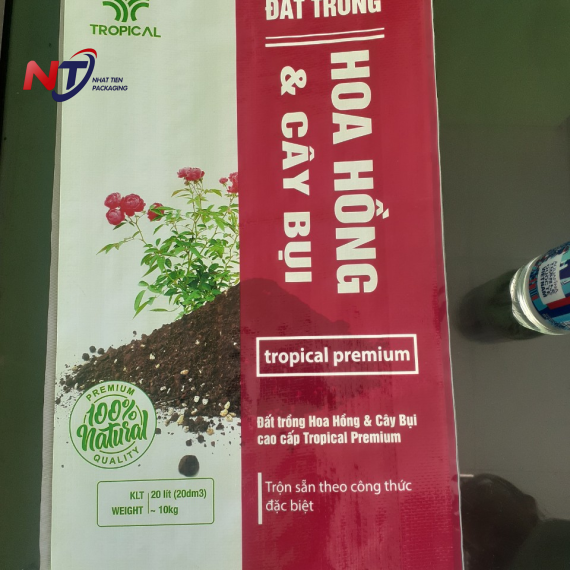 TROPICAL
NT
NHAT TIEN
PACKAGING
ĐẤT TRỒNG
HOA HỒNG
& CÂY BỤI
tropical premium
Đất trồng Hoa Hồng & Cây Bụi
cao cấp Tropical Premium
Trộn sẵn theo công thức
đặc biệt
PREMIUM
100%
Natural
QUALITY
KLT 20 lít (20dm3)
WEIGHT ~ 10kg